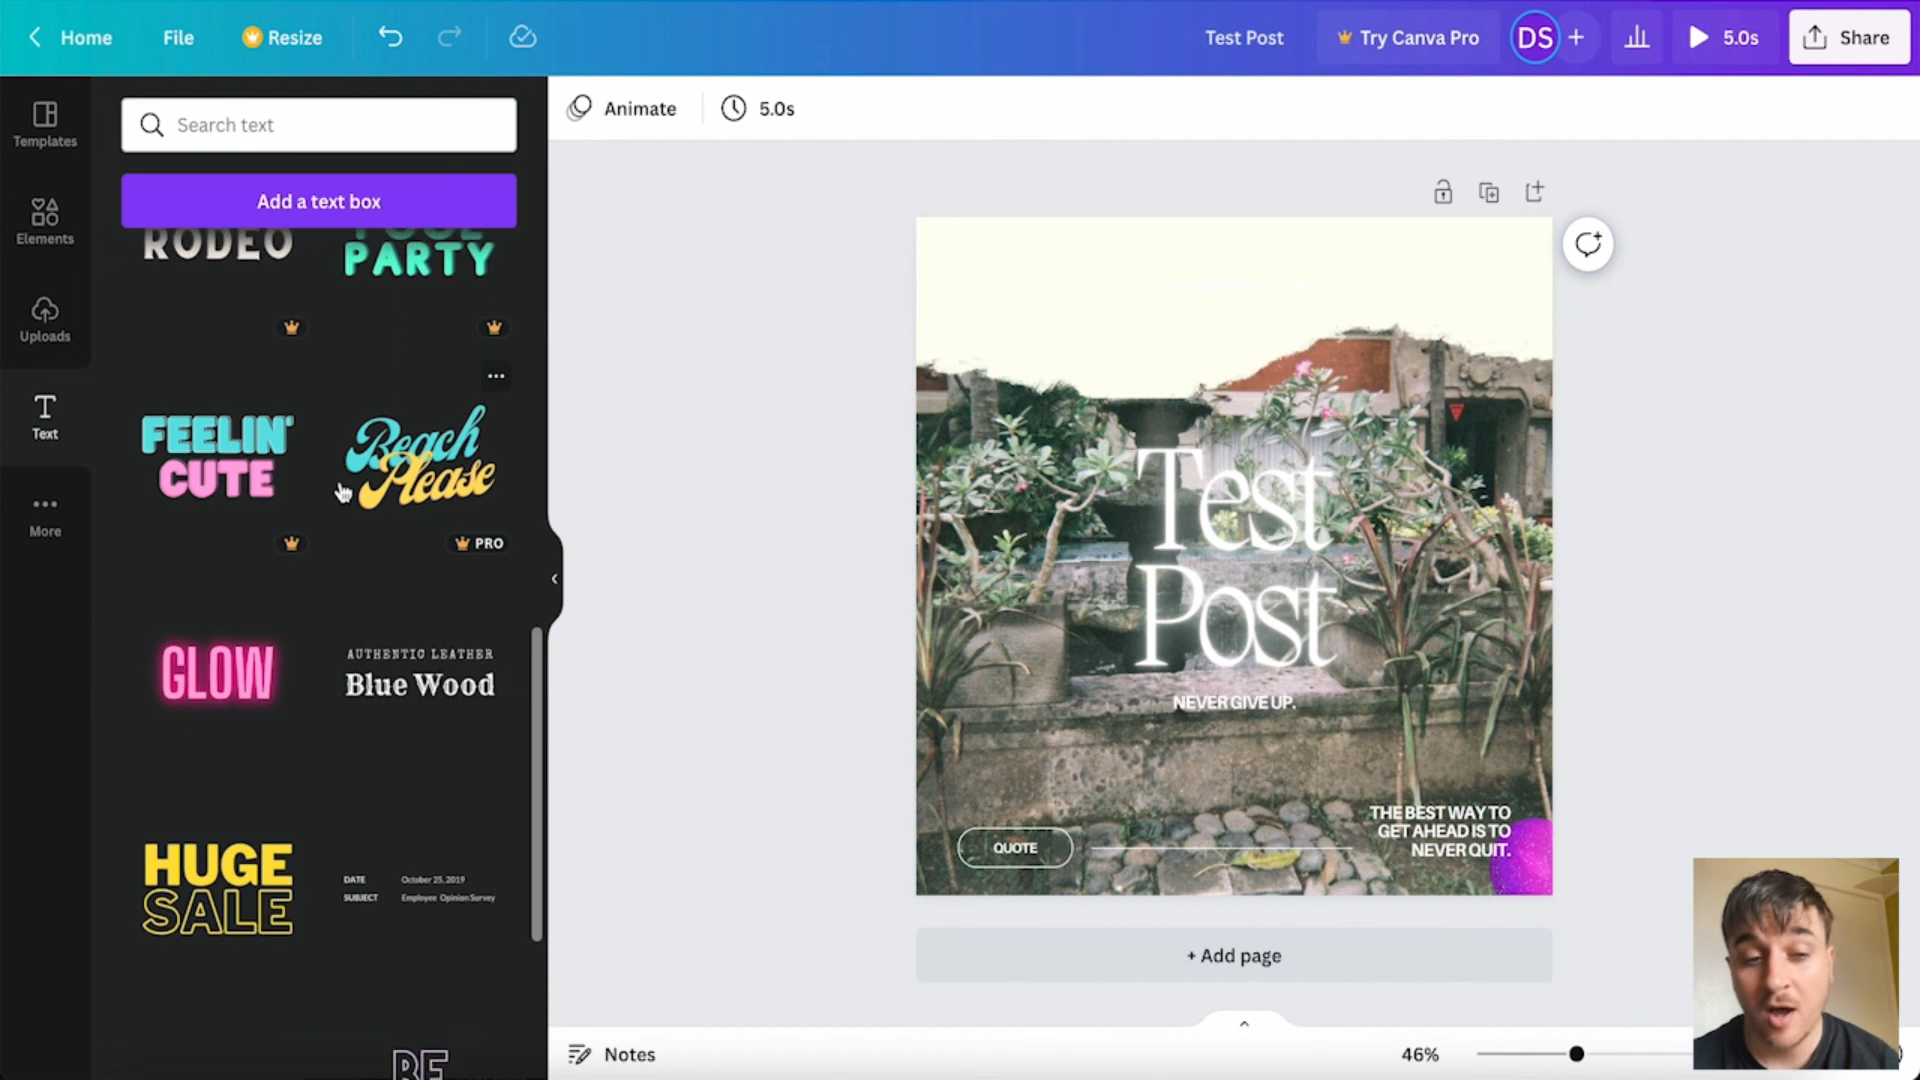 Home
File
Resize
Test Post
Try Canva Pro
DS
+
5.0s
Share
Templates
Elements
Uploads
Text
More
Search text
Add a text box
RODEO
POOL
PARTY
FEELIN'
CUTE
Beach
Please
PRO
GLOW
AUTHENTIC LEATHER
Blue Wood
HUGE
SALE
DATE October 25, 2019
SUBJECT Employee Opinion Survey
BE
Animate
5.0s
Test
Post
NEVER GIVE UP.
QUOTE
THE BEST WAY TO
GET AHEAD IS TO
NEVER QUIT.
+ Add page
Notes
46%